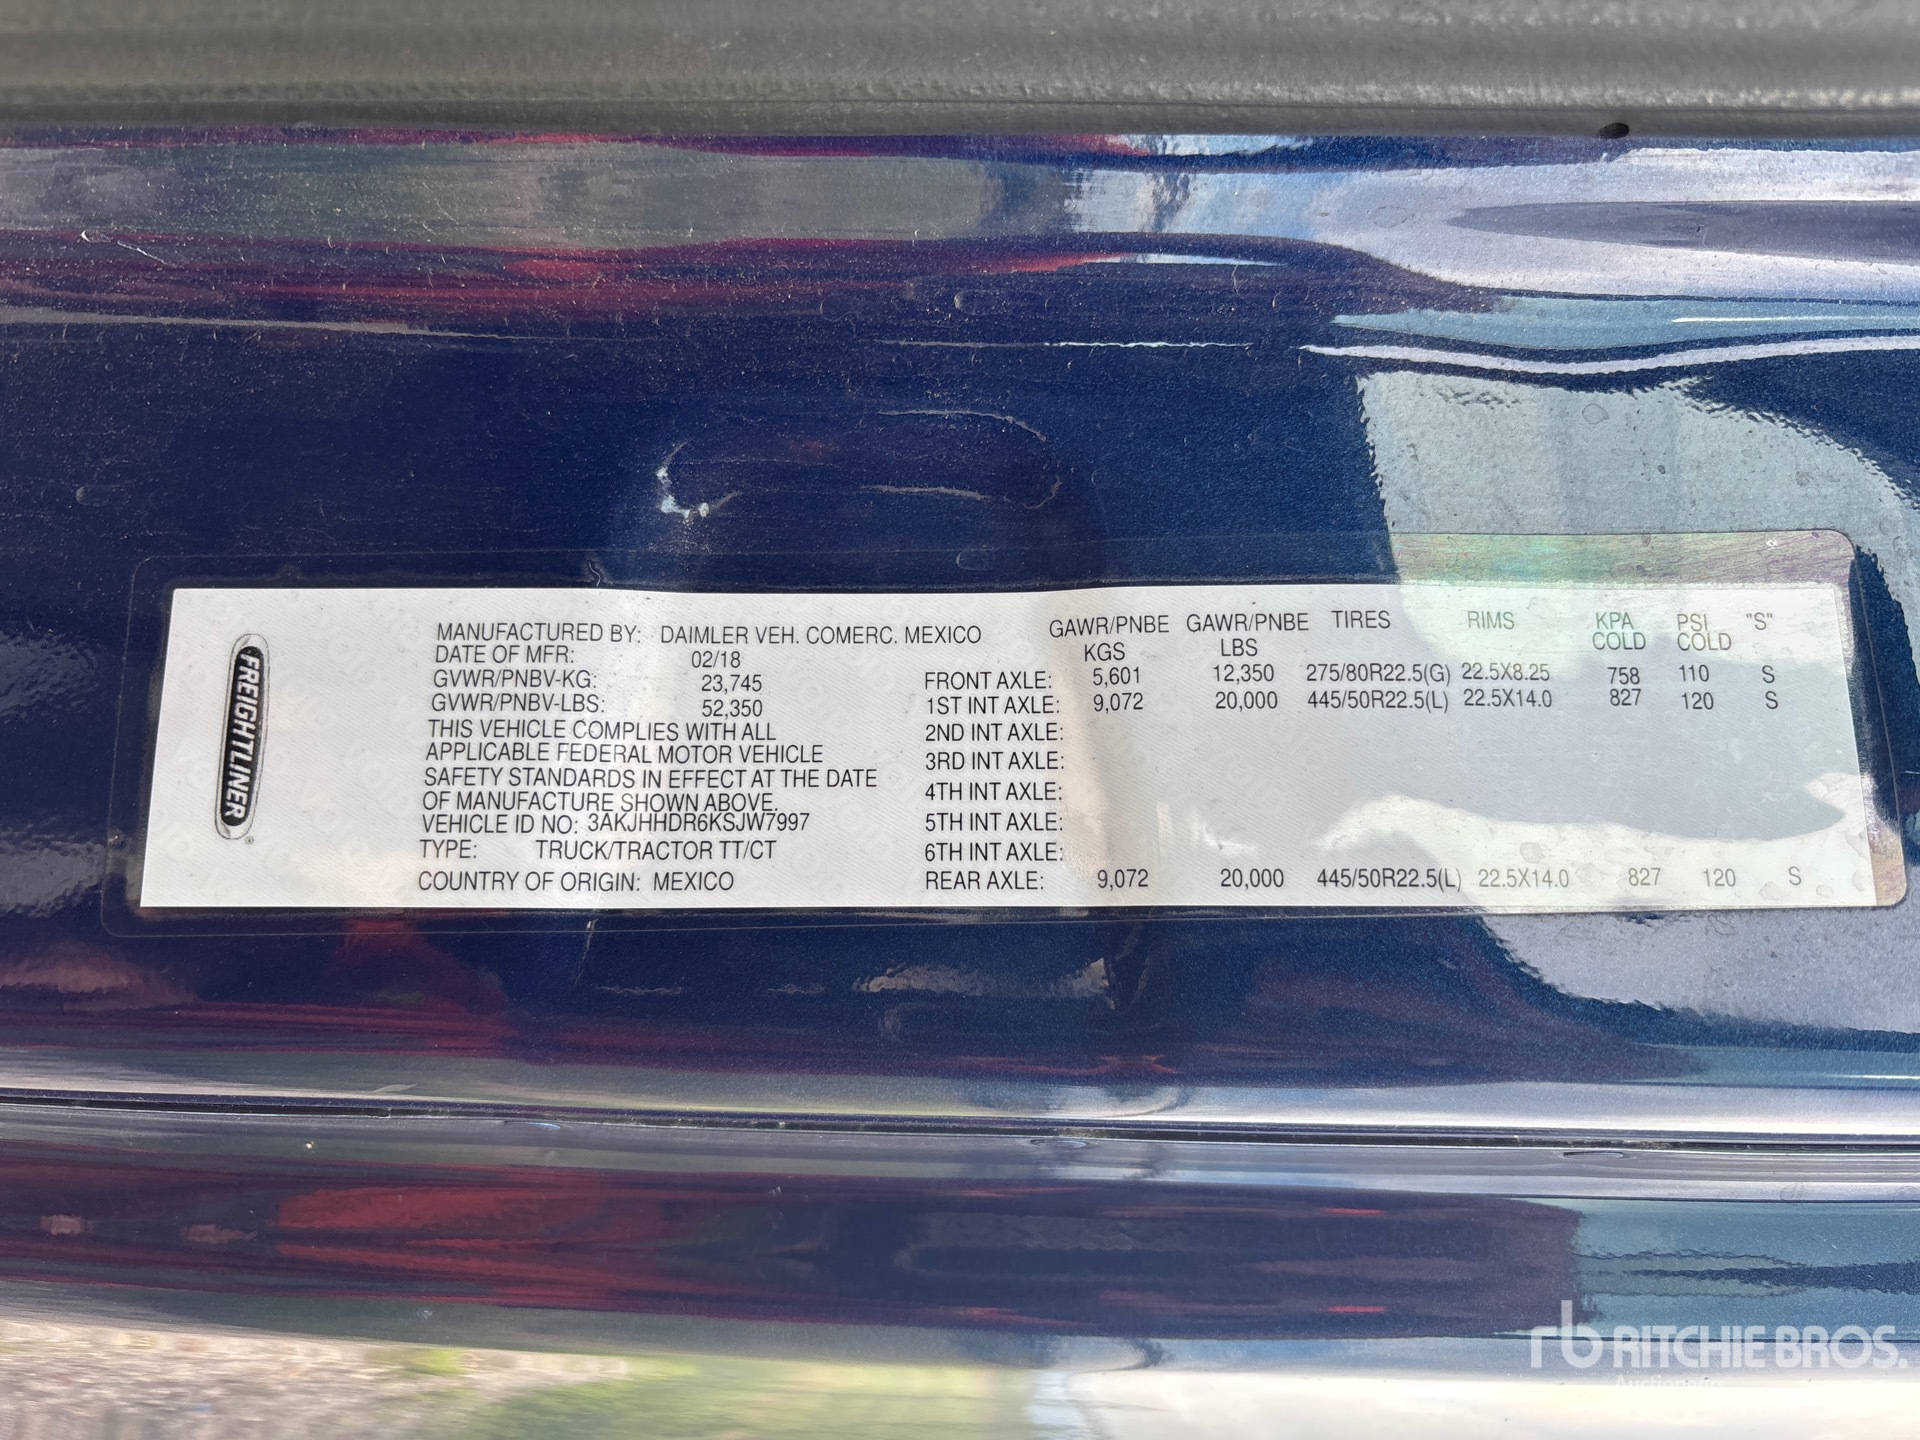 FREIGHTLINER
MANUFACTURED BY: DAIMLER VEH. COMERC. MEXICO
DATE OF MFR: 02/18
GVWR/PNBV-KG: 23,745
GVWR/PNBV-LBS: 52,350
THIS VEHICLE COMPLIES WITH ALL
APPLICABLE FEDERAL MOTOR VEHICLE
SAFETY STANDARDS IN EFFECT AT THE DATE
OF MANUFACTURE SHOWN ABOVE.
VEHICLE ID NO: 3AKJHHDR6KSJW7997
TYPE: TRUCK/TRACTOR TT/CT
COUNTRY OF ORIGIN: MEXICO
GAWR/PNBE KGS GAWR/PNBE LBS TIRES RIMS KPA COLD PSI COLD "S"
FRONT AXLE: 5,601 12,350 275/80R22.5(G) 22.5X8.25 758 110 S
1ST INT AXLE: 9,072 20,000 445/50R22.5(L) 22.5X14.0 827 120 S
2ND INT AXLE:
3RD INT AXLE:
4TH INT AXLE:
5TH INT AXLE:
6TH INT AXLE:
REAR AXLE: 9,072 20,000 445/50R22.5(L) 22.5X14.0 827 120 S
rb RITCHIE BROS.
Auctioneers